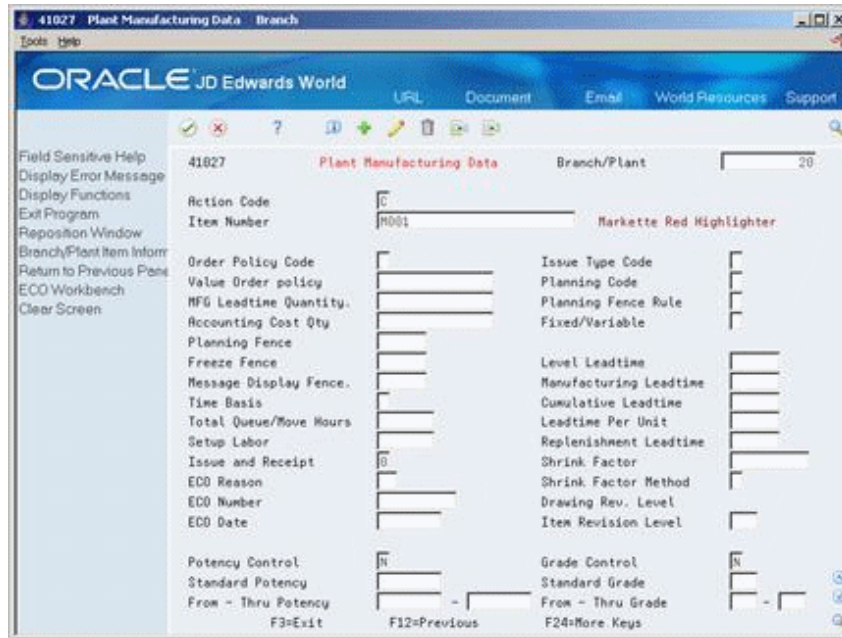 41027 Plant Manufacturing Data Branch
Tools Help
ORACLE JD Edwards World
URL Document Email World Resources Support
Field Sensitive Help
Display Error Message
Display Functions
Exit Program
Reposition Window
Branch/Plant Item Inform
Return to Previous Pane
ECO Workbench
Clear Screen
41027 Plant Manufacturing Data Branch/Plant 20
Action Code C
Item Number M001 Markette Red Highlighter
Order Policy Code Issue Type Code
Value Order policy Planning Code
MFG Leadtime Quantity. Planning Fence Rule
Accounting Cost Qty Fixed/Variable
Planning Fence
Freeze Fence Level Leadtime
Message Display Fence. Manufacturing Leadtime
Time Basis Cumulative Leadtime
Total Queue/Move Hours Leadtime Per Unit
Setup Labor Replenishment Leadtime
Issue and Receipt 0 Shrink Factor
ECO Reason Shrink Factor Method
ECO Number Drawing Rev. Level
ECO Date Item Revision Level
Potency Control N Grade Control N
Standard Potency Standard Grade
From - Thru Potency - From - Thru Grade -
F3=Exit F12=Previous F24=More Keys